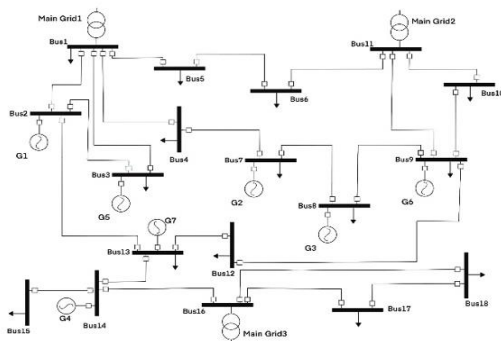 Main Grid1
Main Grid2
Bus1
Bus11
Bus5
Bus6
Bus10
Bus2
G1
Bus4
Bus7
Bus9
Bus3
G5
G2
G6
Bus8
G7
G3
Bus13
Bus12
G4
Bus15
Bus14
Bus16
Bus17
Bus18
Main Grid3